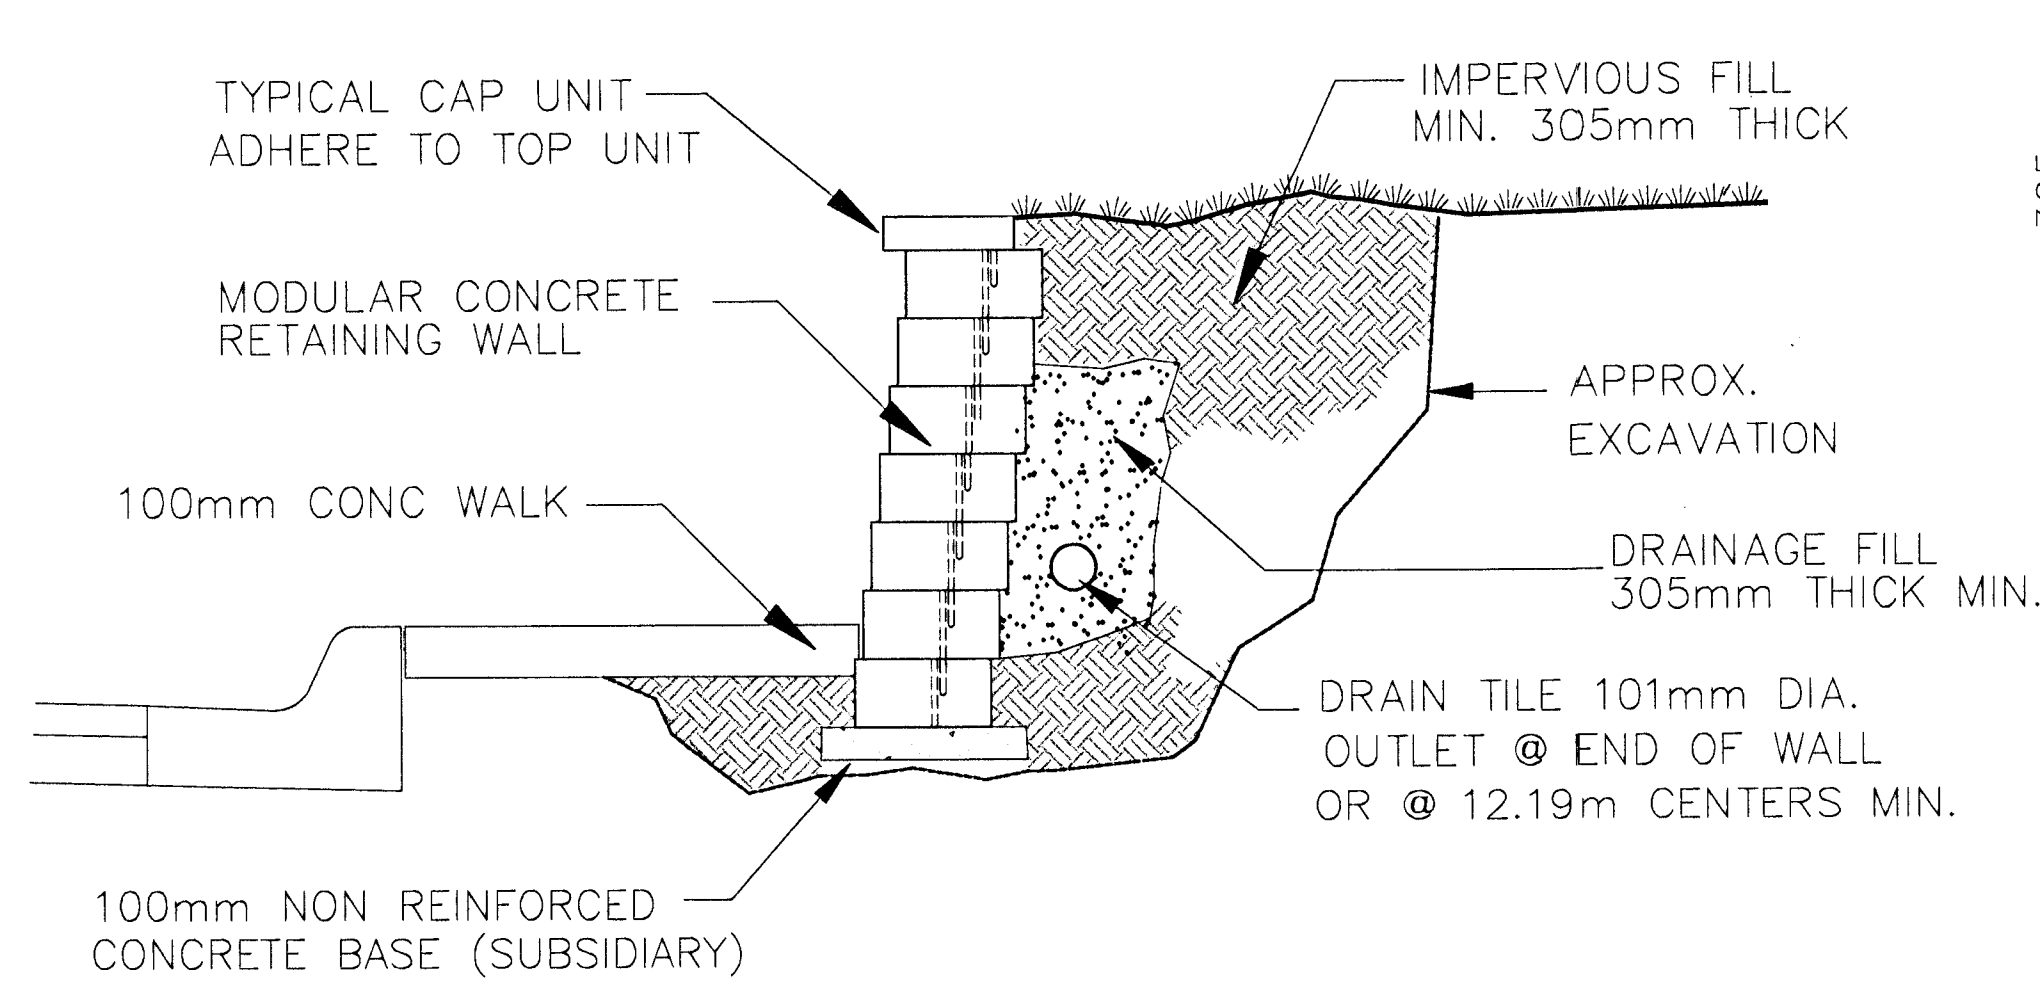 TYPICAL CAP UNIT
ADHERE TO TOP UNIT
IMPERVIOUS FILL
MIN. 305mm THICK
MODULAR CONCRETE
RETAINING WALL
APPROX.
EXCAVATION
100mm CONC WALK
DRAINAGE FILL
305mm THICK MIN.
DRAIN TILE 101mm DIA.
OUTLET @ END OF WALL
OR @ 12.19m CENTERS MIN.
100mm NON REINFORCED
CONCRETE BASE (SUBSIDIARY)